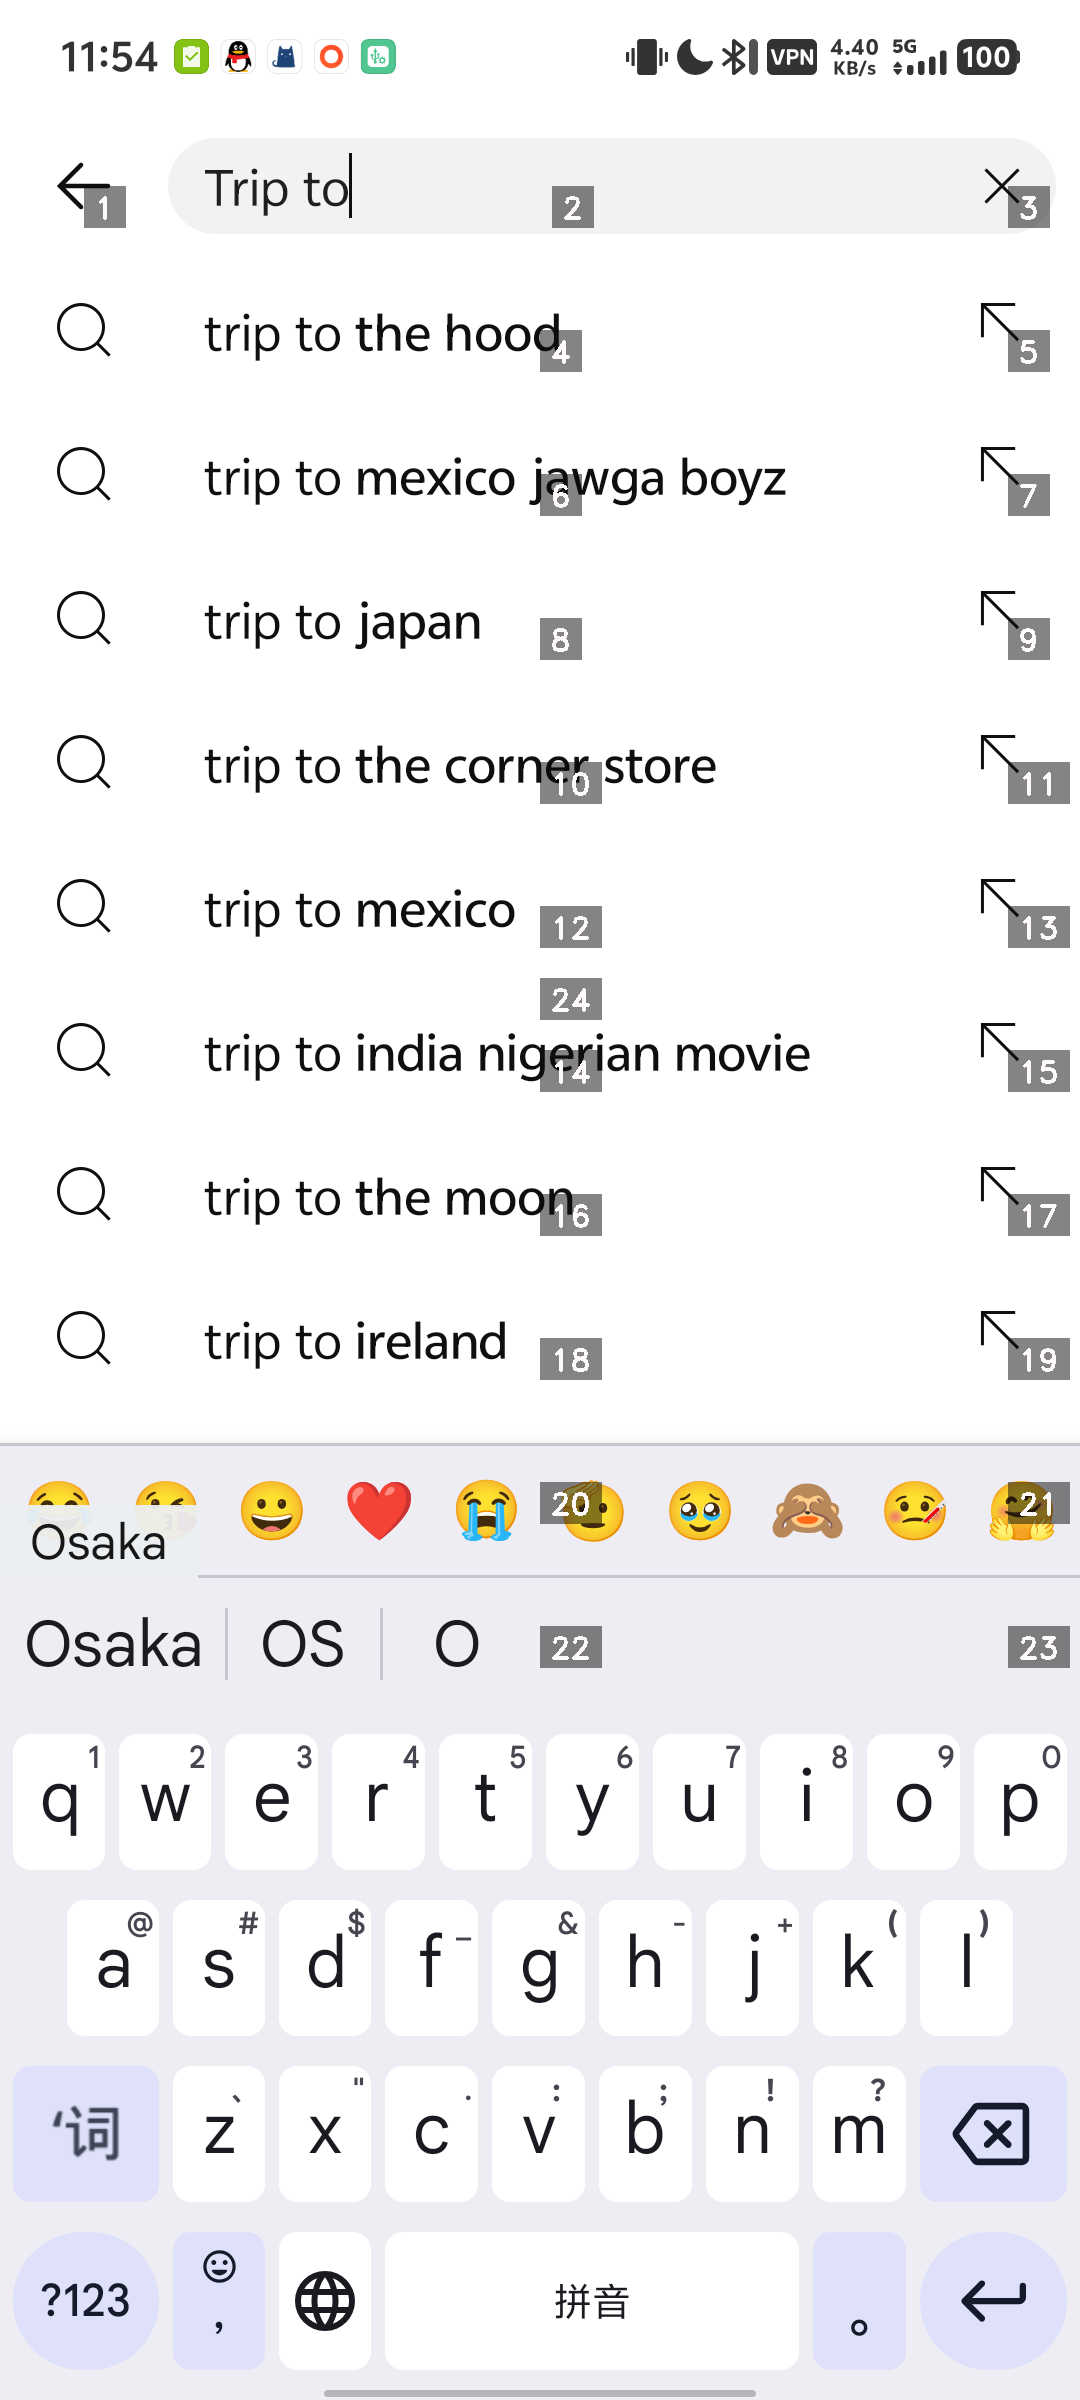 11:54 VPN 4.40 KB/s 5G 100
Trip to
1 2 3
trip to the hood
4 5
trip to mexico jawga boyz
6 7
trip to japan
8 9
trip to the corner store
10 11
trip to mexico
12 13
24
trip to india nigerian movie
14 15
trip to the moon
16 17
trip to ireland
18 19
20 21
Osaka
Osaka OS O
22 23
1 2 3 4 5 6 7 8 9 0
q w e r t y u i o p
@ # $ _ & - + ( )
a s d f g h j k l
、 " . : ; ! ?
'词 z x c v b n m
?123 , 拼音 。